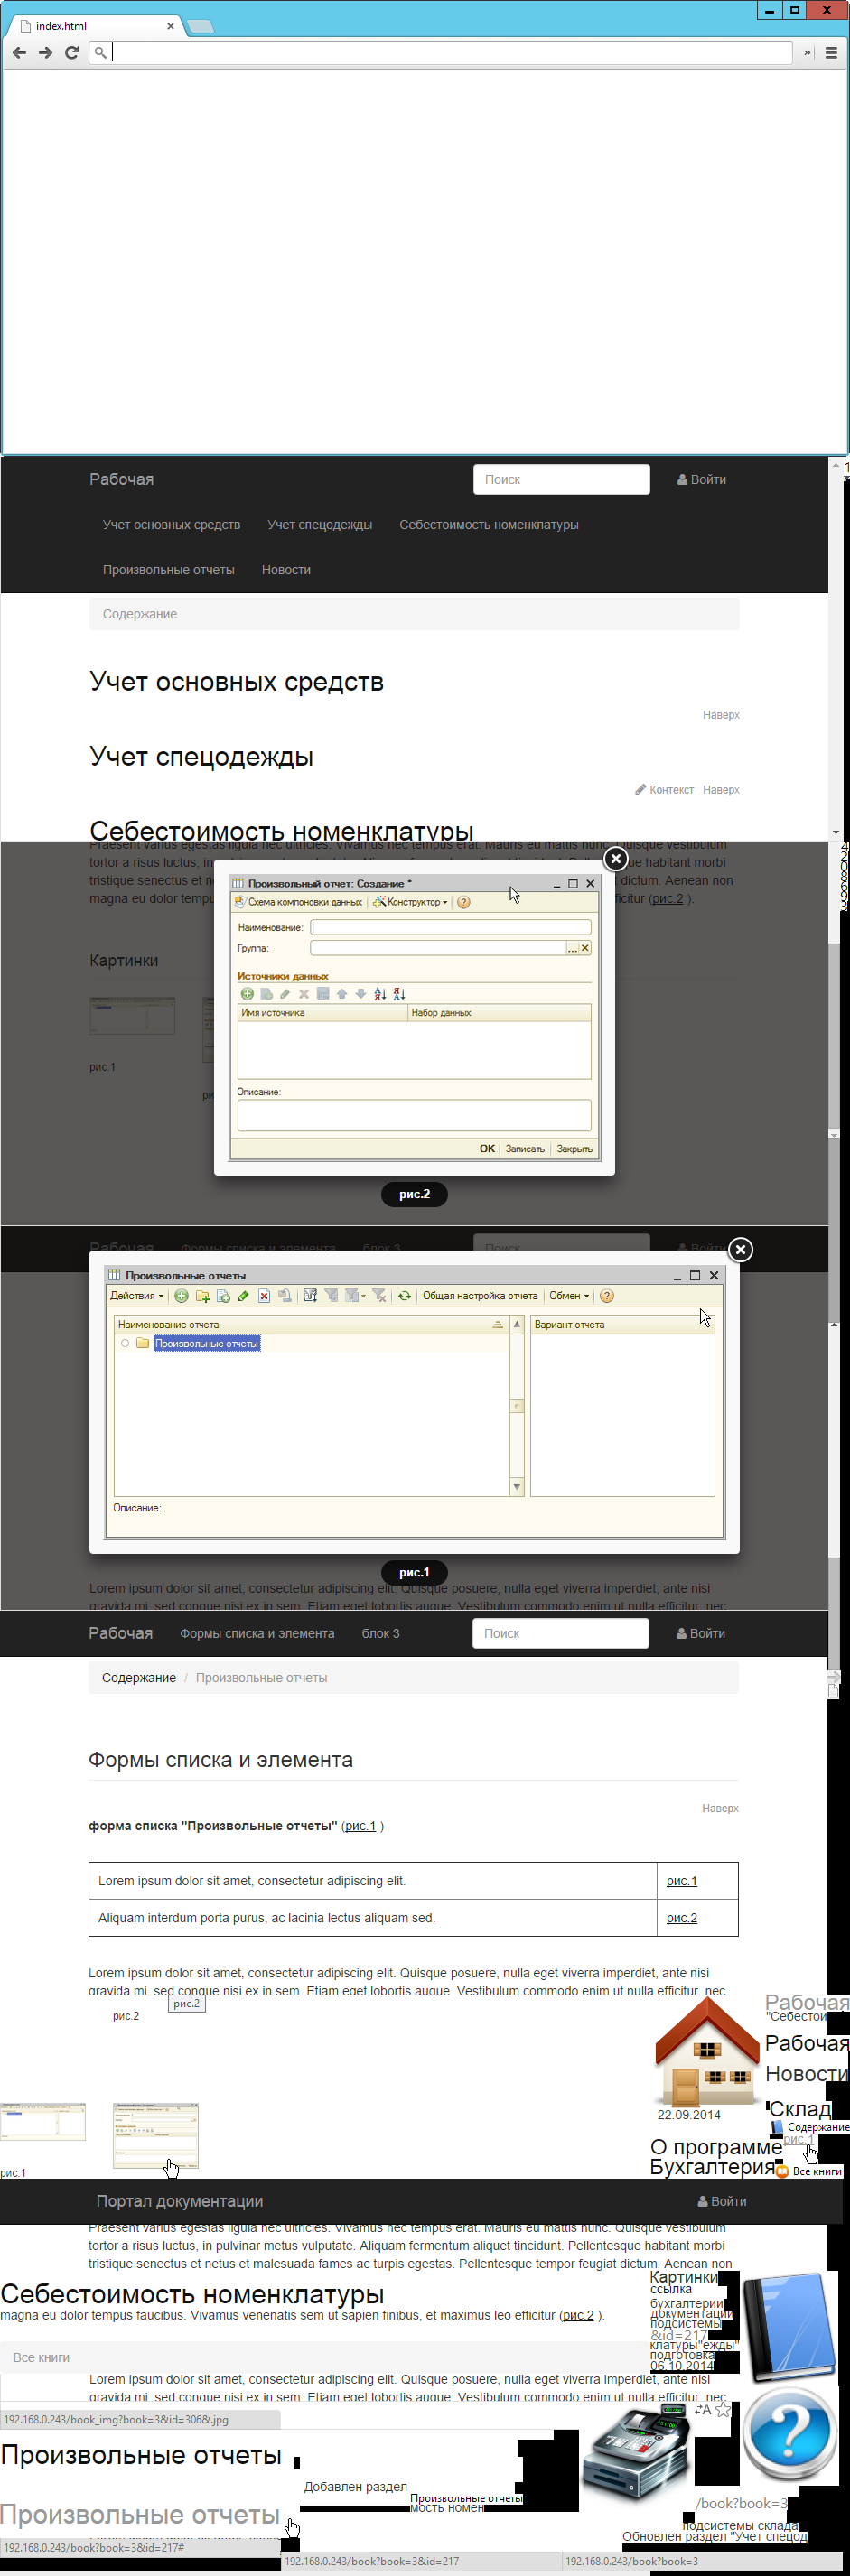 index.html
Рабочая
Поиск
Войти
1
Учет основных средств Учет спецодежды Себестоимость номенклатуры
Произвольные отчеты Новости
Содержание
Учет основных средств
Наверх
Учет спецодежды
Контекст Наверх
Себестоимость номенклатуры
Praesent varius egestas ligula nec ultricies. Vivamus nec tempus erat. Mauris eu mattis nunc. Quisque vestibulum
tortor a risus luctus, in
habitant morbi
tristique senectus et
dictum. Aenean non
magna eu dolor
(рис.2 ).
Произвольный отчет: Создание *
Схема компоновки данных Конструктор
Наименование:
Группа:
Источники данных
Имя источника Набор данных
Описание:
OK Записать Закрыть
Картинки
рис.1
рис.2
Рабочая Формы списка и элемента блок 3 Поиск Войти
Произвольные отчеты
Действия Общая настройка отчета Обмен
Наименование отчета Вариант отчета
Произвольные отчеты
Описание:
рис.1
Lorem ipsum dolor sit amet, consectetur adipiscing elit. Quisque posuere, nulla eget viverra imperdiet, ante nisi
gravida mi, sed congue nisi ex in sem. Etiam eget lobortis augue. Vestibulum commodo enim ut nulla efficitur, nec
Рабочая Формы списка и элемента блок 3 Поиск Войти
Содержание / Произвольные отчеты
Формы списка и элемента
Наверх
форма списка "Произвольные отчеты" (рис.1 )
Lorem ipsum dolor sit amet, consectetur adipiscing elit. рис.1
Aliquam interdum porta purus, ac lacinia lectus aliquam sed. рис.2
Lorem ipsum dolor sit amet, consectetur adipiscing elit. Quisque posuere, nulla eget viverra imperdiet, ante nisi
gravida mi, sed congue nisi ex in sem. Etiam eget lobortis augue. Vestibulum commodo enim ut nulla efficitur, nec
рис.2
рис.2
Рабочая
Рабочая
Новости
Склад
22.09.2014
Содержание
рис.1
О программе
Бухгалтерия
Все книги
рис.1
Портал документации Войти
Praesent varius egestas ligula nec ultricies. Vivamus nec tempus erat. Mauris eu mattis nunc. Quisque vestibulum
tortor a risus luctus, in pulvinar metus vulputate. Aliquam fermentum aliquet tincidunt. Pellentesque habitant morbi
tristique senectus et netus et malesuada fames ac turpis egestas. Pellentesque tempor feugiat dictum. Aenean non
Себестоимость номенклатуры
magna eu dolor tempus faucibus. Vivamus venenatis sem ut sapien finibus, et maximus leo efficitur (рис.2 ).
Картинки
ссылка
бухгалтерии
документации
подсистемы
&id=217
клатуры"
ежды"
подготовка
06.10.2014
Все книги
Lorem ipsum dolor sit amet, consectetur adipiscing elit. Quisque posuere, nulla eget viverra imperdiet, ante nisi
gravida mi, sed congue nisi ex in sem. Etiam eget lobortis augue. Vestibulum commodo enim ut nulla efficitur, nec
192.168.0.243/book_img?book=3&id=306&.jpg
Произвольные отчеты
Добавлен раздел
Произвольные отчеты
мость номен
/book?book=3
Произвольные отчеты
подсистемы склада
Обновлен раздел "Учет спецод
192.168.0.243/book?book=3&id=217#
192.168.0.243/book?book=3&id=217
192.168.0.243/book?book=3